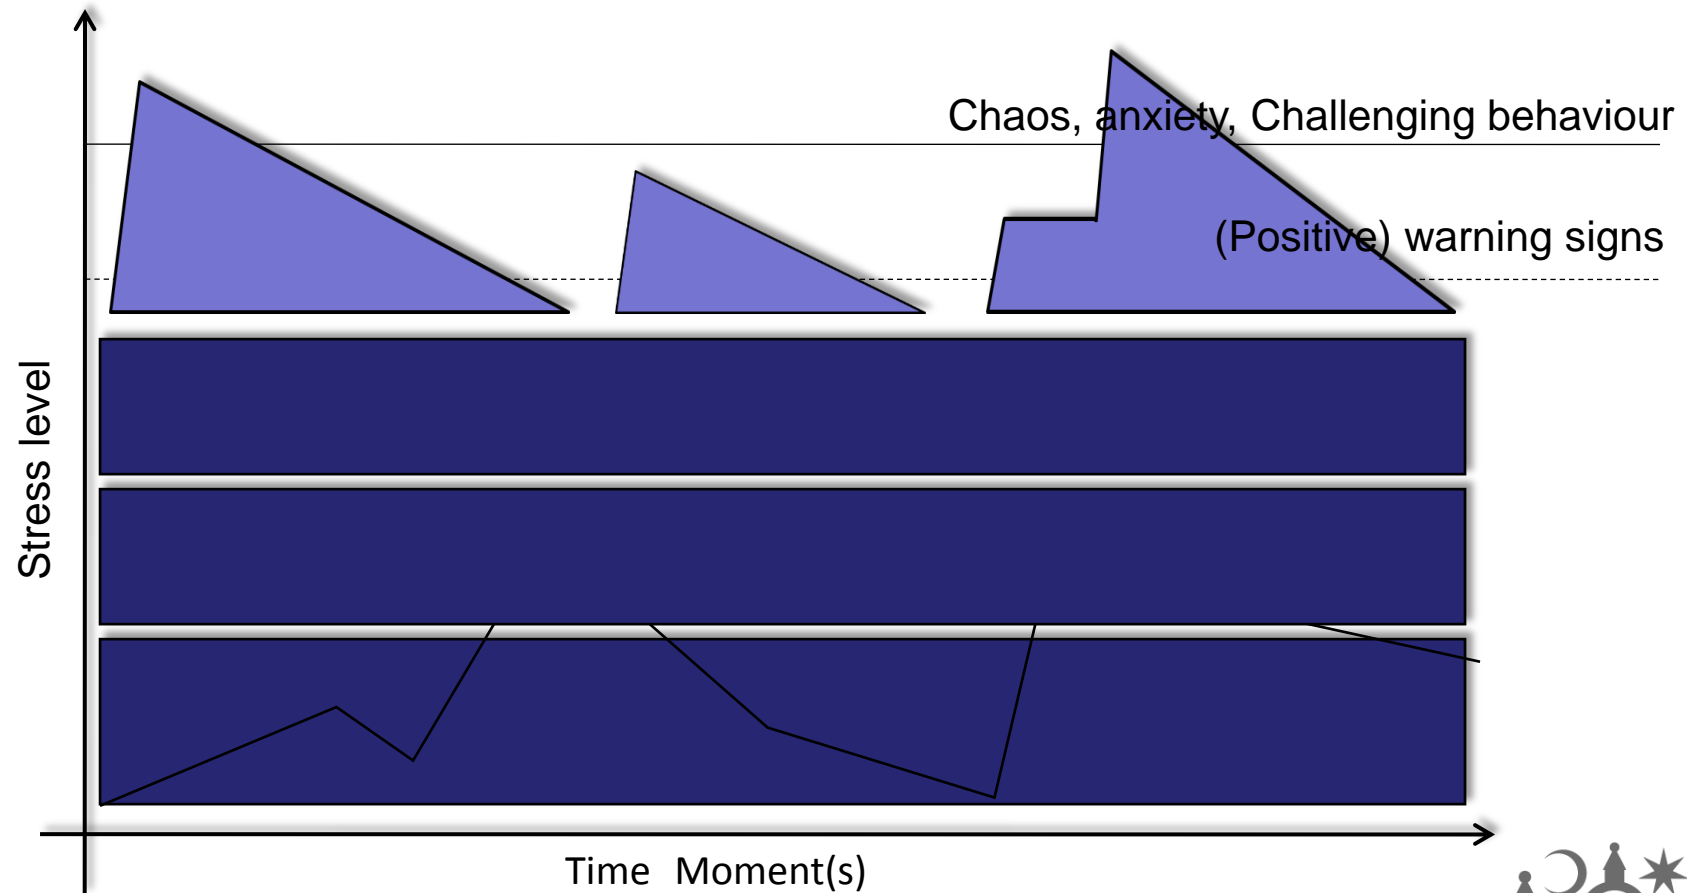 Chaos, anxiety, Challenging behaviour
(Positive) warning signs
Stress level
Time Moment(s)